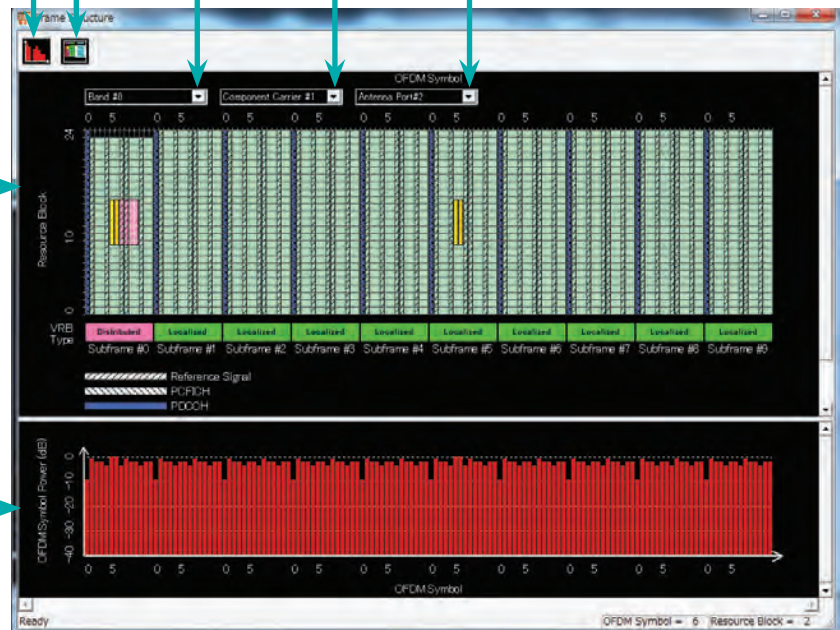 Frame Structure
OFDM Symbol
Band #0 Component Carrier #1 Antenna Port#2
0 5 0 5 0 5 0 5 0 5 0 5 0 5 0 5 0 5 0 5
24
Resource Block
10
0
VRB Type
Distributed Localized Localized Localized Localized Localized Localized Localized Localized Localized
Subframe #0 Subframe #1 Subframe #2 Subframe #3 Subframe #4 Subframe #5 Subframe #6 Subframe #7 Subframe #8 Subframe #9
Reference Signal
PCFICH
PDCCH
OFDM Symbol Power (dB)
0
-10
-20
-30
-40
0 5 0 5 0 5 0 5 0 5 0 5 0 5 0 5 0 5 0 5
OFDM Symbol
Ready
OFDM Symbol = 6 Resource Block = 2